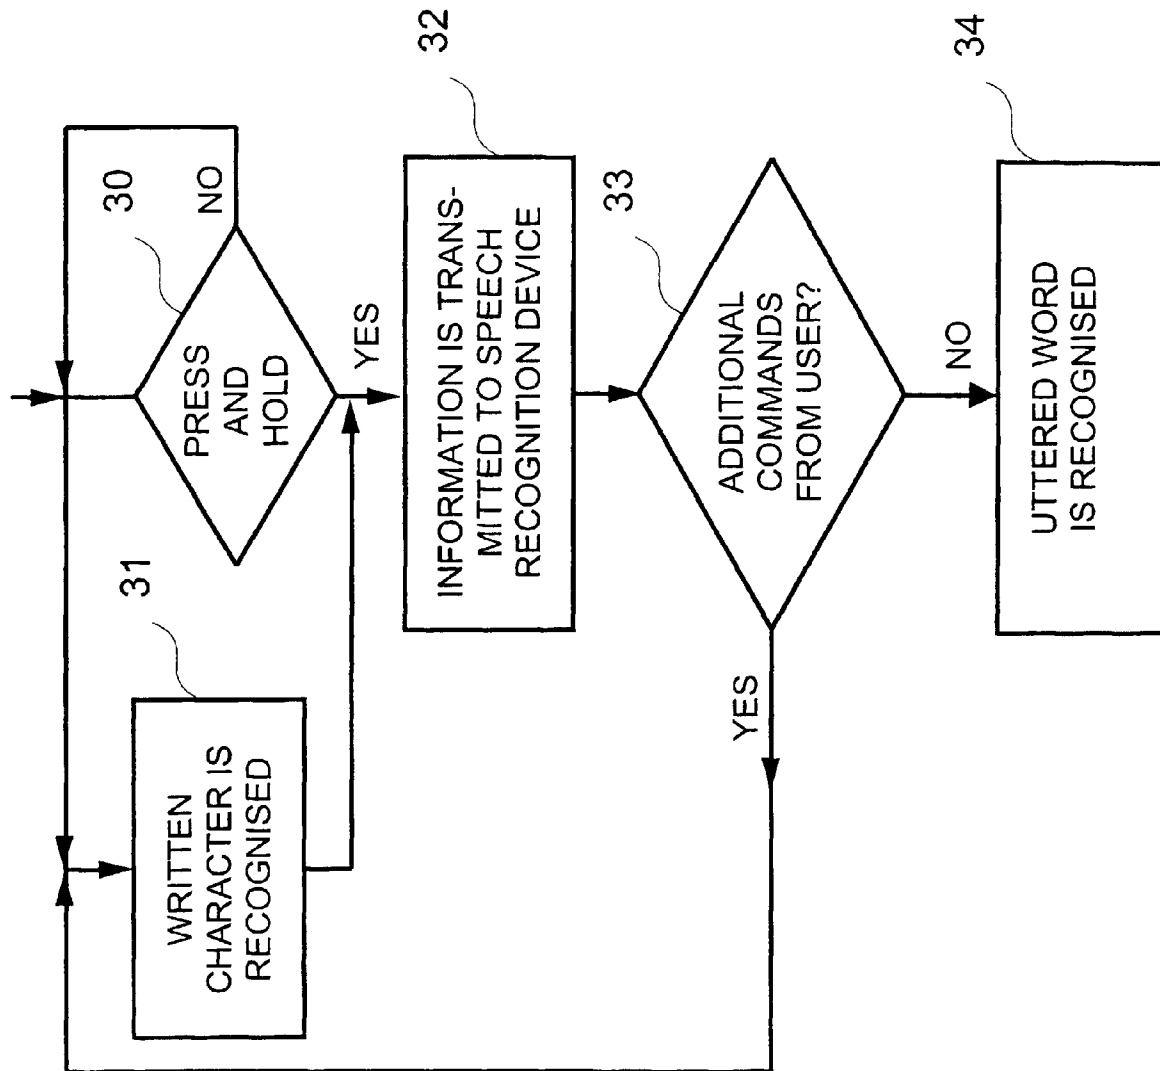 30
PRESS
AND
HOLD
NO
YES
31
WRITTEN
CHARACTER IS
RECOGNISED
32
INFORMATION IS TRANS-
MITTED TO SPEECH
RECOGNITION DEVICE
33
ADDITIONAL
COMMANDS
FROM USER?
YES
NO
34
UTTERED WORD
IS RECOGNISED